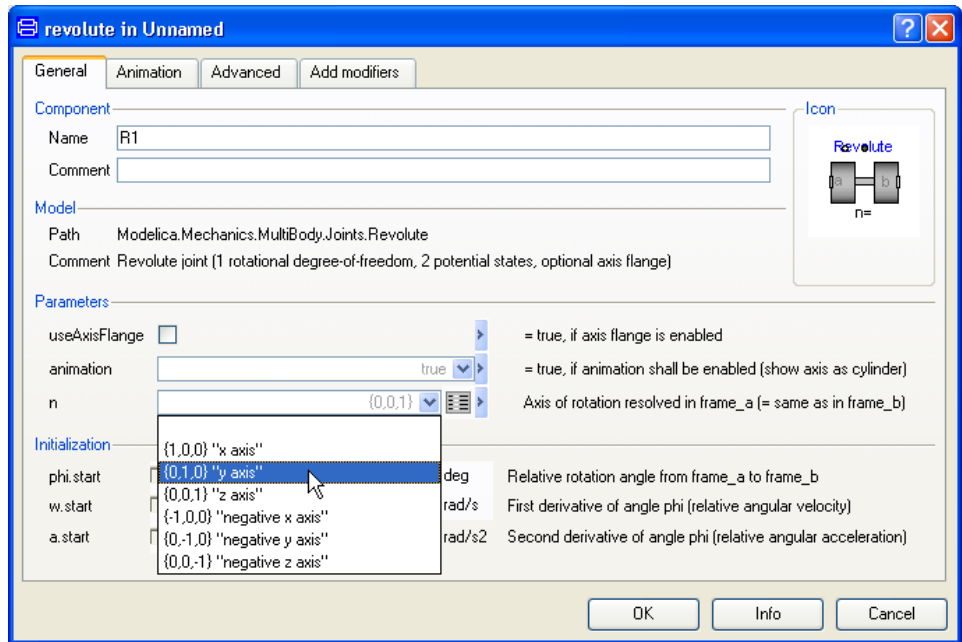 revolute in Unnamed
General Animation Advanced Add modifiers
Component
Name R1
Comment
Icon
Revolute
a b
n=
Model
Path Modelica.Mechanics.MultiBody.Joints.Revolute
Comment Revolute joint (1 rotational degree-of-freedom, 2 potential states, optional axis flange)
Parameters
useAxisFlange = true, if axis flange is enabled
animation true = true, if animation shall be enabled (show axis as cylinder)
n {0,0,1} Axis of rotation resolved in frame_a (= same as in frame_b)
{1,0,0} "x axis"
{0,1,0} "y axis"
{0,0,1} "z axis"
{-1,0,0} "negative x axis"
{0,-1,0} "negative y axis"
{0,0,-1} "negative z axis"
Initialization
phi.start deg Relative rotation angle from frame_a to frame_b
w.start rad/s First derivative of angle phi (relative angular velocity)
a.start rad/s2 Second derivative of angle phi (relative angular acceleration)
OK Info Cancel